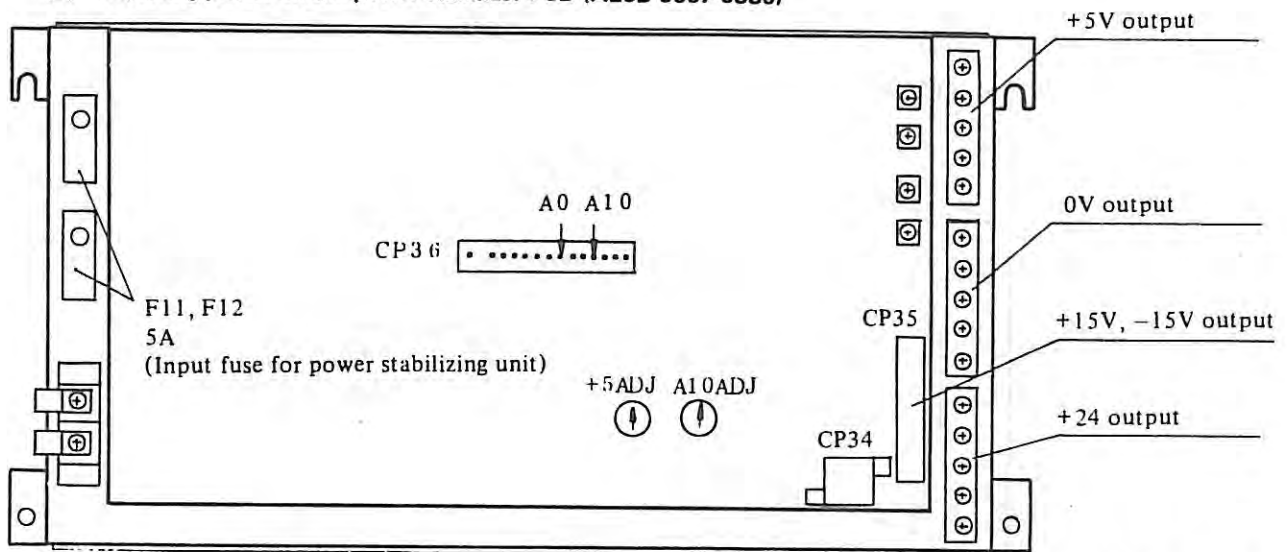 +5V output
A0 A10
0V output
CP36
F11, F12
5A
(Input fuse for power stabilizing unit)
CP35
+15V, −15V output
+5ADJ A10ADJ
+24 output
CP34